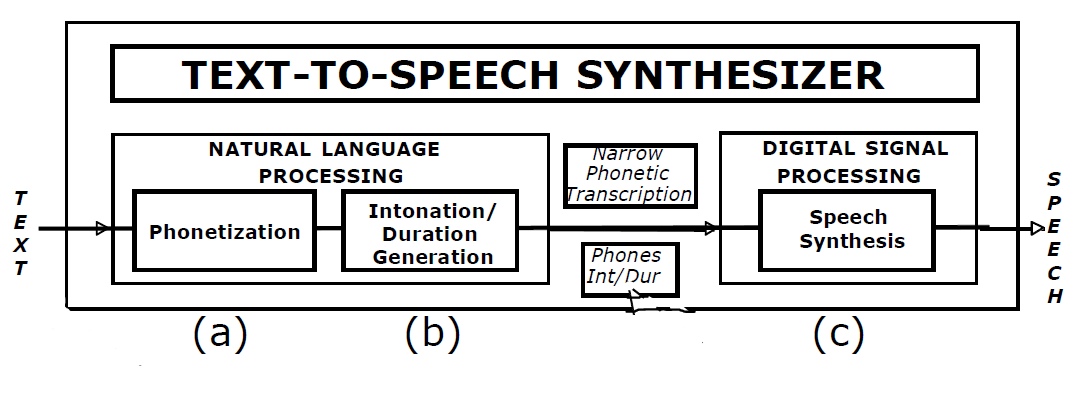 TEXT-TO-SPEECH SYNTHESIZER
NATURAL LANGUAGE
PROCESSING
Narrow
Phonetic
Transcription
DIGITAL SIGNAL
PROCESSING
TEXT
Phonetization
Intonation/
Duration
Generation
Phones
Int/Dur
Speech
Synthesis
SPEECH
(a)
(b)
(c)